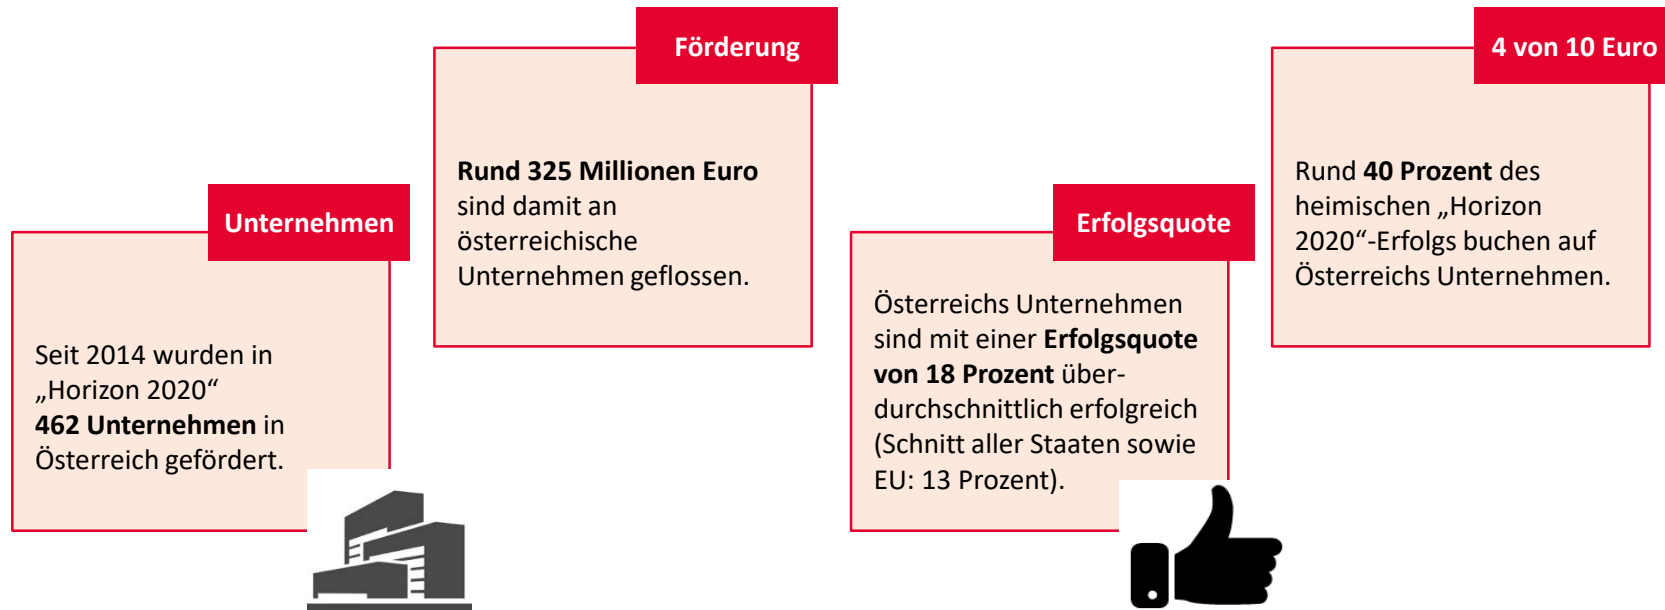 Unternehmen
Seit 2014 wurden in
„Horizon 2020“
462 Unternehmen in
Österreich gefördert.
Förderung
Rund 325 Millionen Euro
sind damit an
österreichische
Unternehmen geflossen.
Erfolgsquote
Österreichs Unternehmen
sind mit einer Erfolgsquote
von 18 Prozent über-
durchschnittlich erfolgreich
(Schnitt aller Staaten sowie
EU: 13 Prozent).
4 von 10 Euro
Rund 40 Prozent des
heimischen „Horizon
2020“-Erfolgs buchen auf
Österreichs Unternehmen.